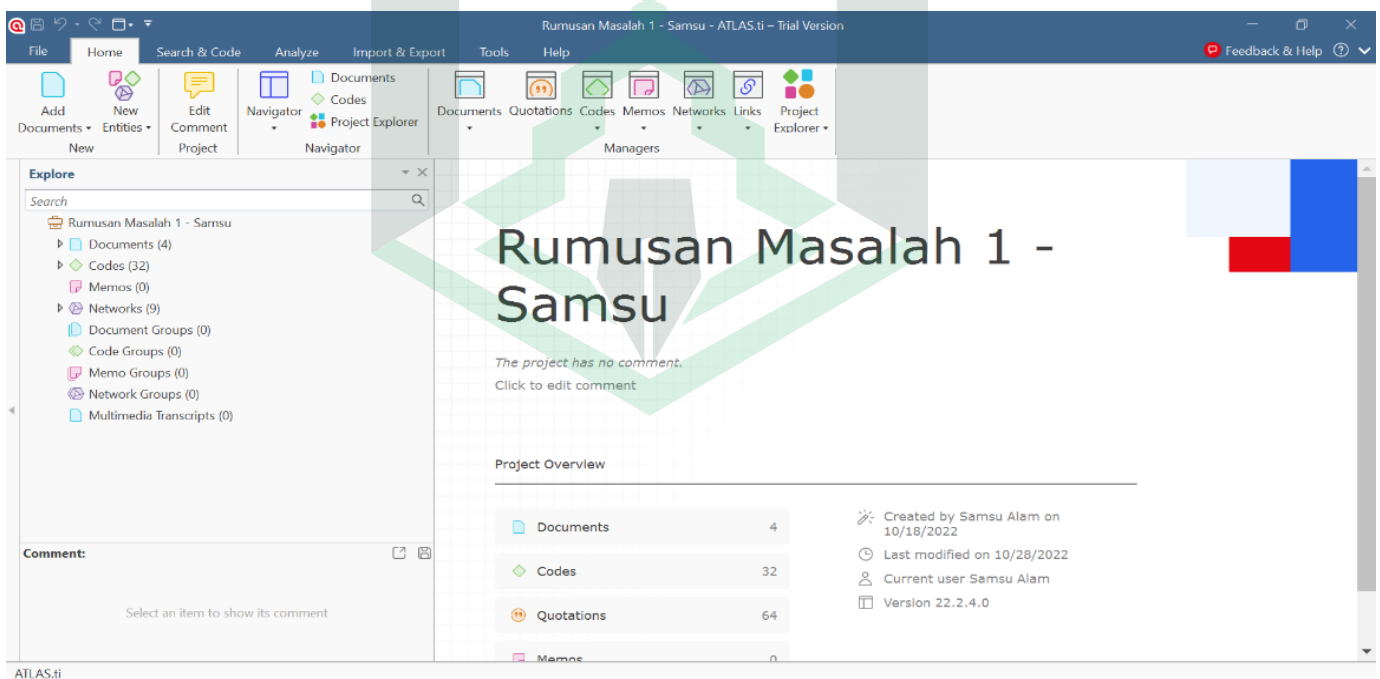 Rumusan Masalah 1 - Samsu - ATLAS.ti – Trial Version
File Home Search & Code Analyze Import & Export Tools Help Feedback & Help
Add Documents
New Entities
New
Edit Comment
Project
Navigator
Documents
Codes
Project Explorer
Navigator
Documents Quotations Codes Memos Networks Links Project Explorer
Managers
Explore
Search
Rumusan Masalah 1 - Samsu
Documents (4)
Codes (32)
Memos (0)
Networks (9)
Document Groups (0)
Code Groups (0)
Memo Groups (0)
Network Groups (0)
Multimedia Transcripts (0)
Comment:
Select an item to show its comment
Rumusan Masalah 1 -
Samsu
The project has no comment.
Click to edit comment
Project Overview
Documents 4
Codes 32
Quotations 64
Memos 0
Created by Samsu Alam on
10/18/2022
Last modified on 10/28/2022
Current user Samsu Alam
Version 22.2.4.0
ATLAS.ti